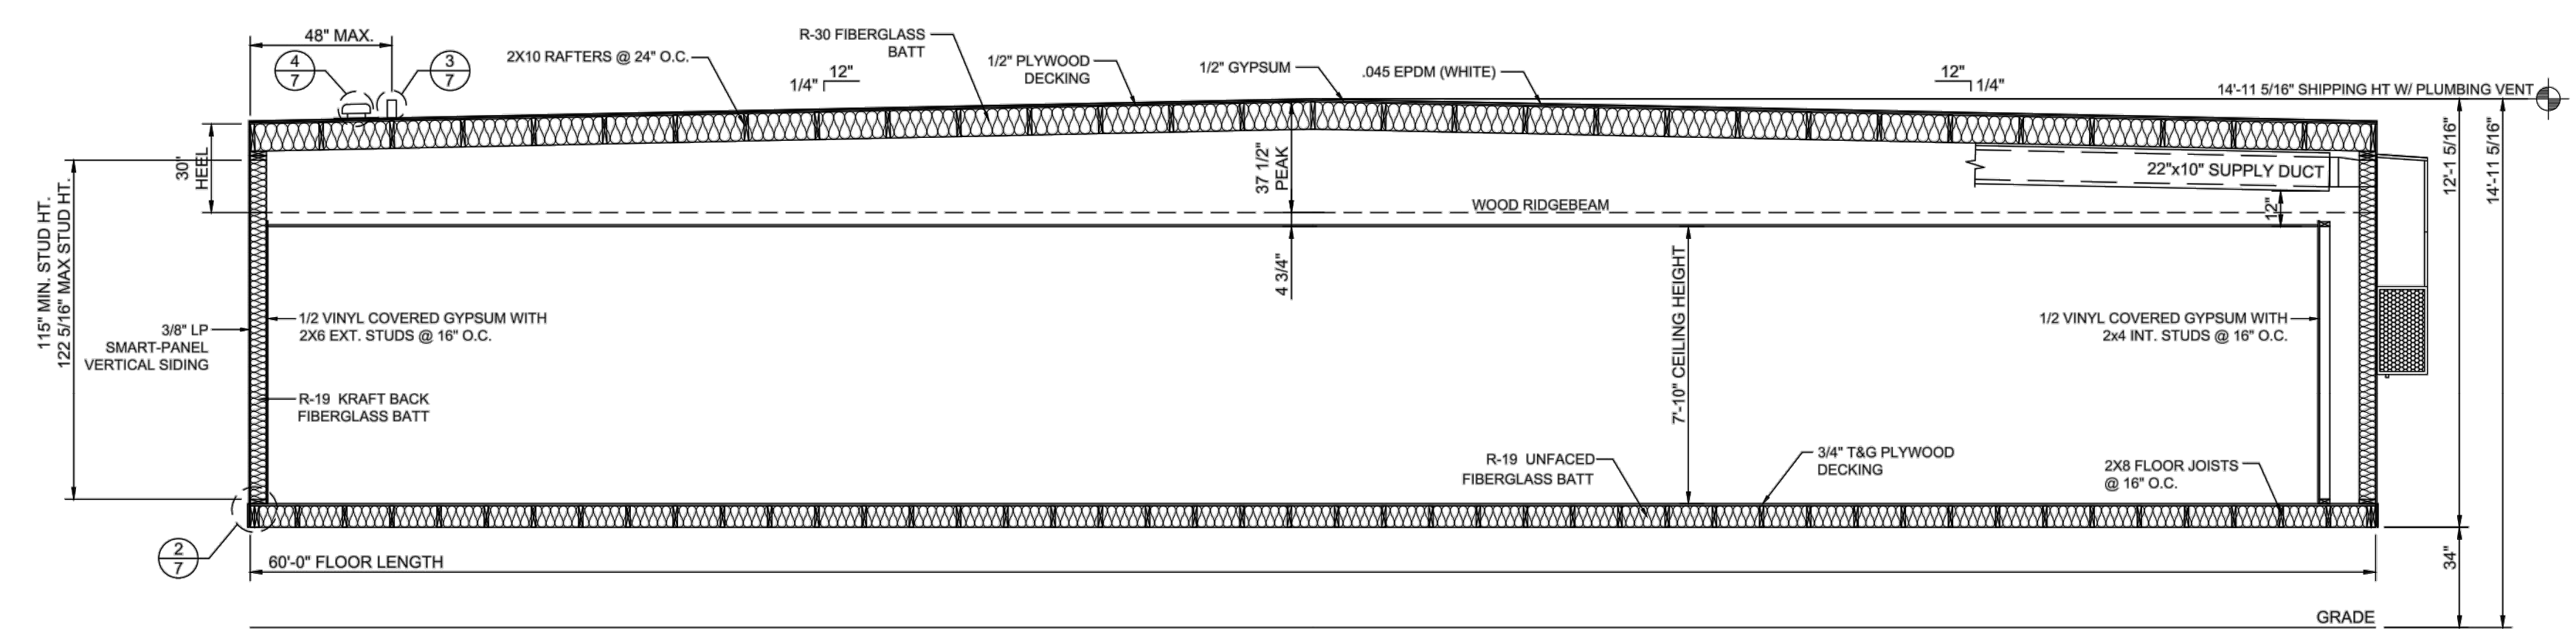 48" MAX.
4
7
3
7
2X10 RAFTERS @ 24" O.C.
12"
1/4"
R-30 FIBERGLASS
BATT
1/2" PLYWOOD
DECKING
1/2" GYPSUM
.045 EPDM (WHITE)
12"
1/4"
14'-11 5/16" SHIPPING HT W/ PLUMBING VENT
30"
HEEL
37 1/2"
PEAK
22"x10" SUPPLY DUCT
WOOD RIDGEBEAM
12"
12'-1 5/16"
14'-11 5/16"
115" MIN. STUD HT.
122 5/16" MAX STUD HT.
4 3/4"
7'-10" CEILING HEIGHT
3/8" LP
SMART-PANEL
VERTICAL SIDING
1/2 VINYL COVERED GYPSUM WITH
2X6 EXT. STUDS @ 16" O.C.
1/2 VINYL COVERED GYPSUM WITH
2x4 INT. STUDS @ 16" O.C.
R-19 KRAFT BACK
FIBERGLASS BATT
R-19 UNFACED
FIBERGLASS BATT
3/4" T&G PLYWOOD
DECKING
2X8 FLOOR JOISTS
@ 16" O.C.
2
7
60'-0" FLOOR LENGTH
34"
GRADE